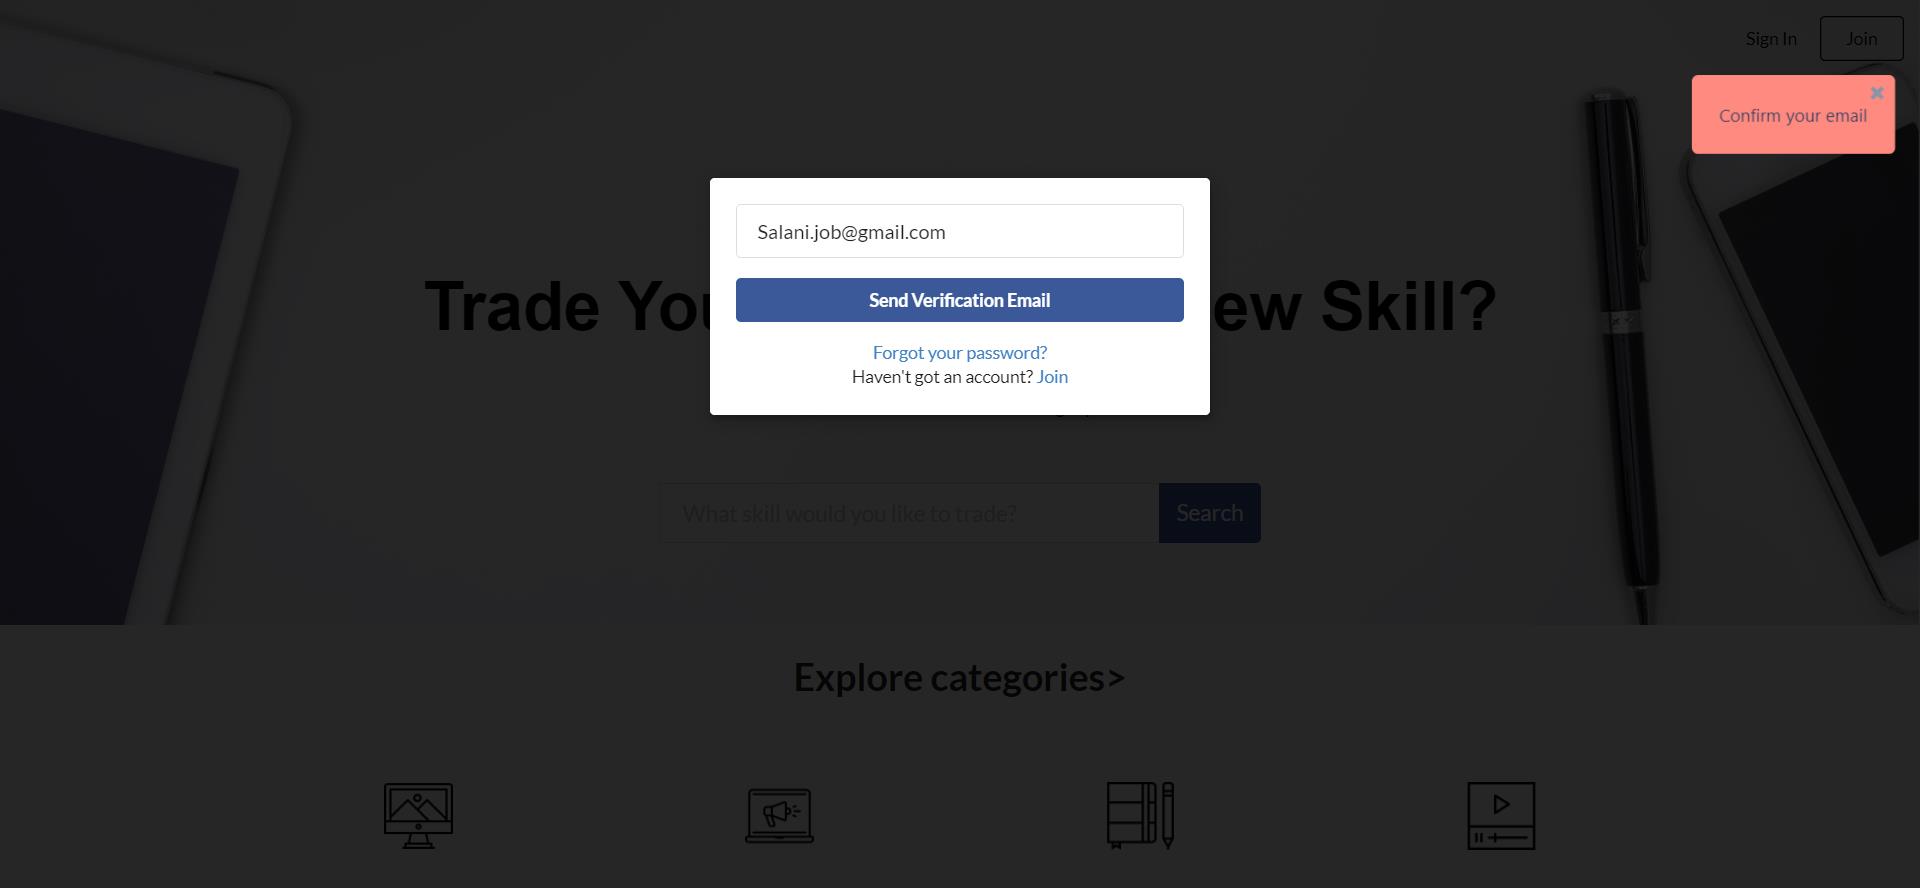 Sign In
Join
Confirm your email
Salani.job@gmail.com
Send Verification Email
Trade You
ew Skill?
Forgot your password?
Haven't got an account? Join
What skill would you like to trade?
Search
Explore categories>